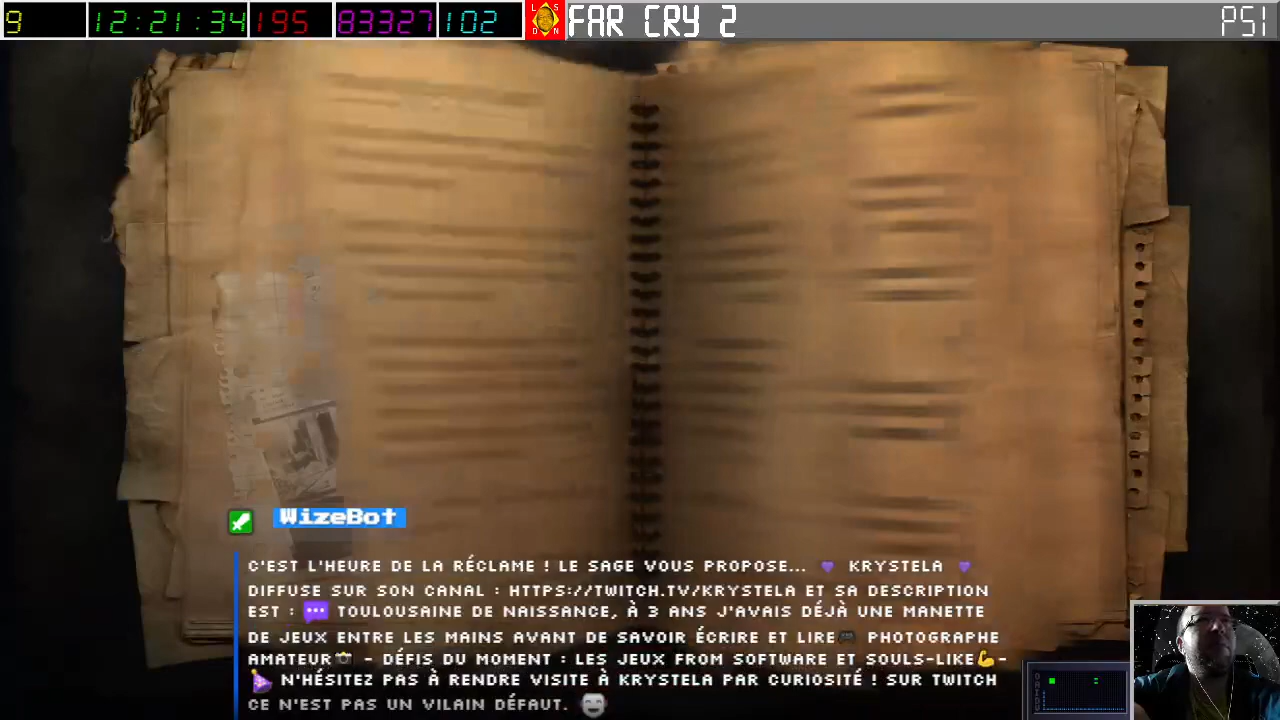 9 12:21:34 195 83327 102 L S D N FAR CRY 2 PS1
WizeBot
C'EST L'HEURE DE LA RÉCLAME ! LE SAGE VOUS PROPOSE... 💜 KRYSTELA 💜
DIFFUSE SUR SON CANAL : HTTPS://TWITCH.TV/KRYSTELA ET SA DESCRIPTION
EST : 💬 TOULOUSAINE DE NAISSANCE, À 3 ANS J'AVAIS DÉJÀ UNE MANETTE
DE JEUX ENTRE LES MAINS AVANT DE SAVOIR ÉCRIRE ET LIRE🎮 PHOTOGRAPHE
AMATEUR📸 - DÉFIS DU MOMENT : LES JEUX FROM SOFTWARE ET SOULS-LIKE💪-
N'HÉSITEZ PAS À RENDRE VISITE À KRYSTELA PAR CURIOSITÉ ! SUR TWITCH
CE N'EST PAS UN VILAIN DÉFAUT.